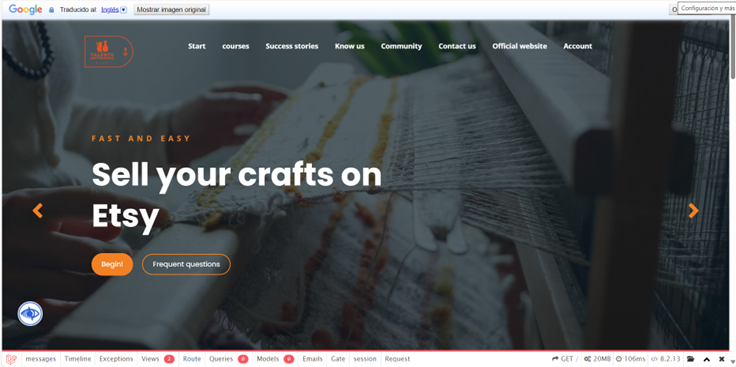 Google Traducido al: Inglés Mostrar imagen original
Configuración y más
Start courses Success stories Know us Community Contact us Official website Account
FAST AND EASY
Sell your crafts on
Etsy
Begin! Frequent questions
messages Timeline Exceptions Views 2 Route Queries 0 Models 0 Emails Gate session Request GET / 20MB 106ms 8.2.13